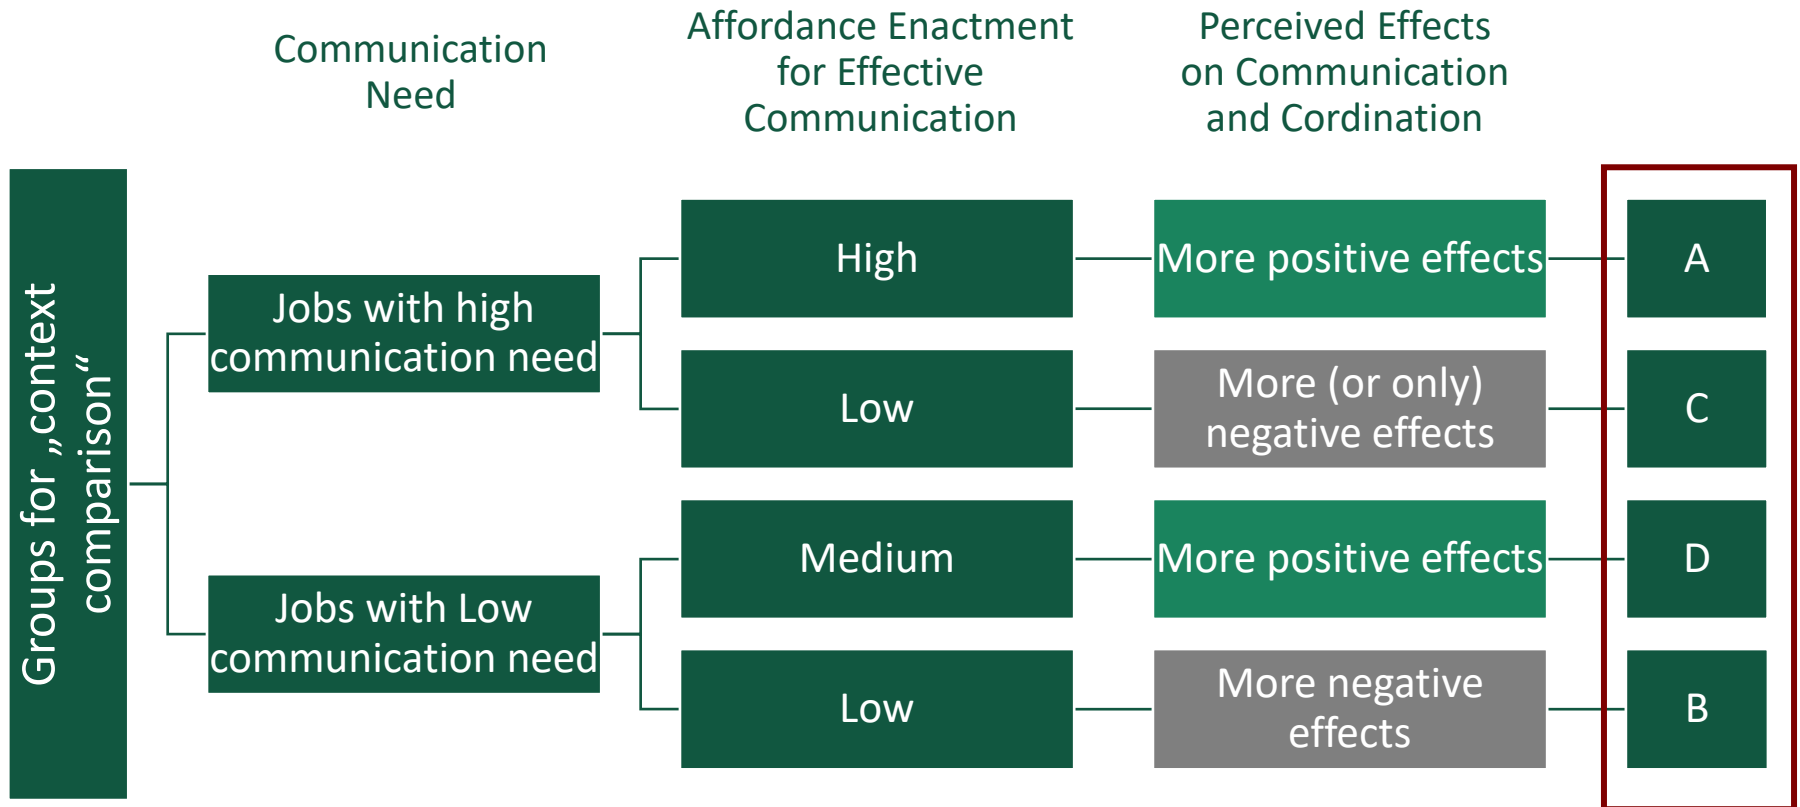 Communication
Need
Affordance Enactment
for Effective
Communication
Perceived Effects
on Communication
and Cordination
Groups for „context
comparison“
Jobs with high
communication need
High
More positive effects
A
Low
More (or only)
negative effects
C
Jobs with Low
communication need
Medium
More positive effects
D
Low
More negative
effects
B